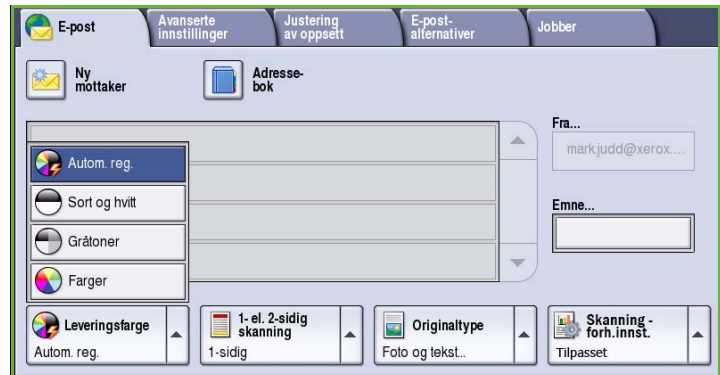 E-post
Avanserte
innstillinger
Justering
av oppsett
E-post-
alternativer
Jobber
Ny
mottaker
Adresse-
bok
Fra...
mark.judd@xerox....
Emne...
Autom. reg.
Sort og hvitt
Gråtoner
Farger
Leveringsfarge
Autom. reg.
1- el. 2-sidig
skanning
1-sidig
Originaltype
Foto og tekst...
Skanning -
forh.innst.
Tilpasset